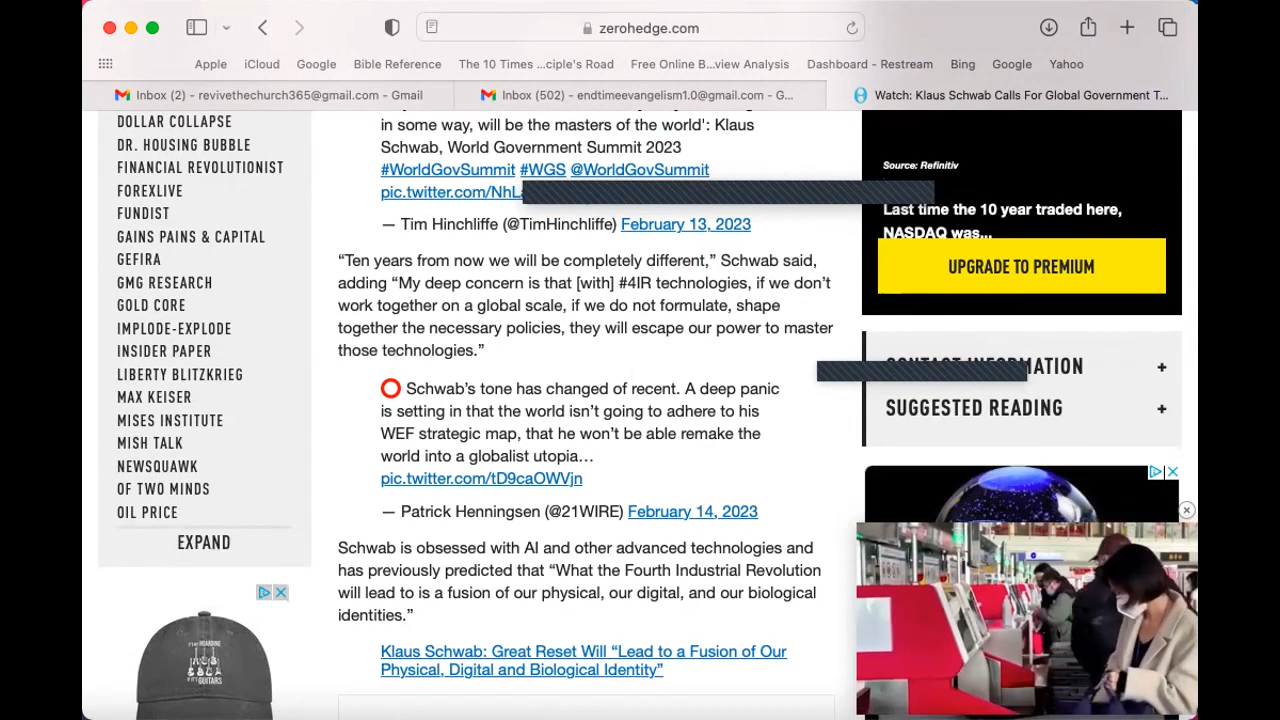 zerohedge.com
Apple
iCloud
Google
Bible Reference
The 10 Times ...ciple's Road
Free Online B...view Analysis
Dashboard - Restream
Bing
Google
Yahoo
Inbox (2) - revivethechurch365@gmail.com - Gmail
Inbox (502) - endtimeevangelism1.0@gmail.com - G...
Watch: Klaus Schwab Calls For Global Government T...
DOLLAR COLLAPSE
DR. HOUSING BUBBLE
FINANCIAL REVOLUTIONIST
FOREXLIVE
FUNDIST
GAINS PAINS & CAPITAL
GEFIRA
GMG RESEARCH
GOLD CORE
IMPLODE-EXPLODE
INSIDER PAPER
LIBERTY BLITZKRIEG
MAX KEISER
MISES INSTITUTE
MISH TALK
NEWSQUAWK
OF TWO MINDS
OIL PRICE
EXPAND
in some way, will be the masters of the world': Klaus
Schwab, World Government Summit 2023
#WorldGovSummit #WGS @WorldGovSummit
— Tim Hinchliffe (@TimHinchliffe) February 13, 2023
“Ten years from now we will be completely different,” Schwab said,
adding “My deep concern is that [with] #4IR technologies, if we don’t
work together on a global scale, if we do not formulate, shape
together the necessary policies, they will escape our power to master
those technologies.”
Schwab’s tone has changed of recent. A deep panic
is setting in that the world isn’t going to adhere to his
WEF strategic map, that he won’t be able remake the
world into a globalist utopia…
pic.twitter.com/tD9caOWVjn
— Patrick Henningsen (@21WIRE) February 14, 2023
Schwab is obsessed with AI and other advanced technologies and
has previously predicted that “What the Fourth Industrial Revolution
will lead to is a fusion of our physical, our digital, and our biological
identities.”
Klaus Schwab: Great Reset Will “Lead to a Fusion of Our
Physical, Digital and Biological Identity”
Source: Refinitiv
Last time the 10 year traded here,
NASDAQ was...
UPGRADE TO PREMIUM
SUGGESTED READING +